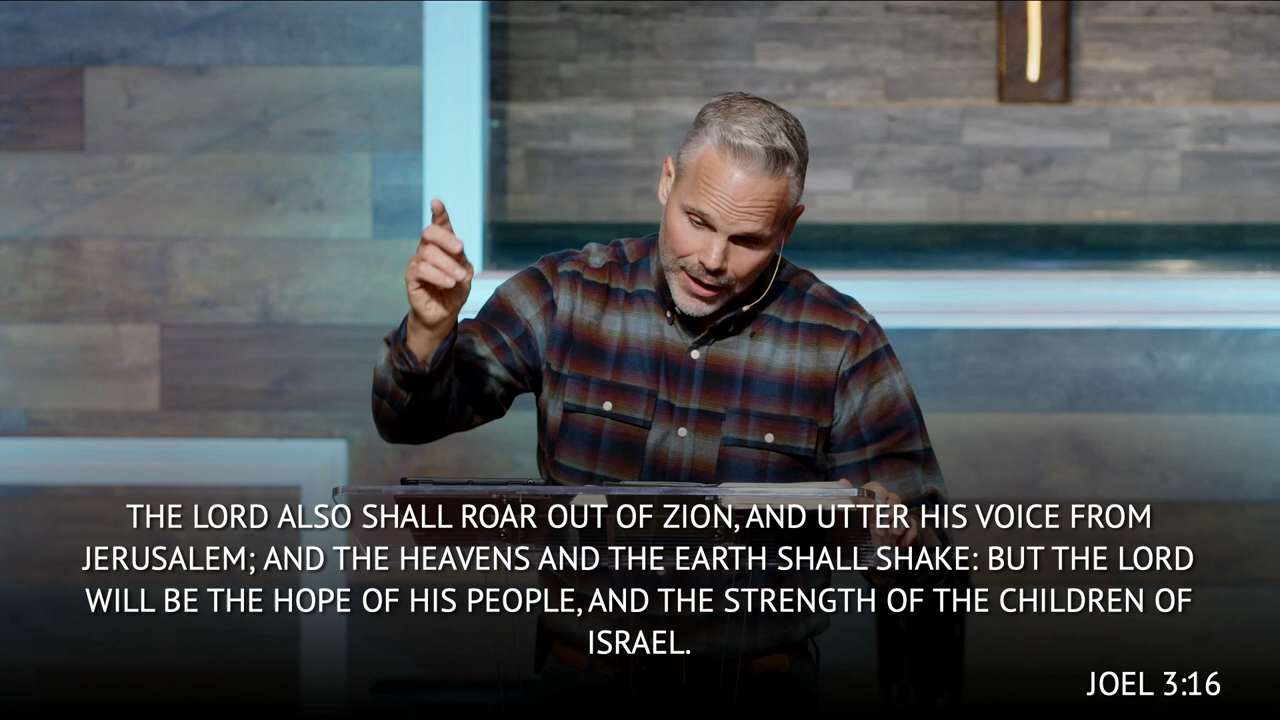 THE LORD ALSO SHALL ROAR OUT OF ZION, AND UTTER HIS VOICE FROM
JERUSALEM; AND THE HEAVENS AND THE EARTH SHALL SHAKE: BUT THE LORD
WILL BE THE HOPE OF HIS PEOPLE, AND THE STRENGTH OF THE CHILDREN OF
ISRAEL.
JOEL 3:16